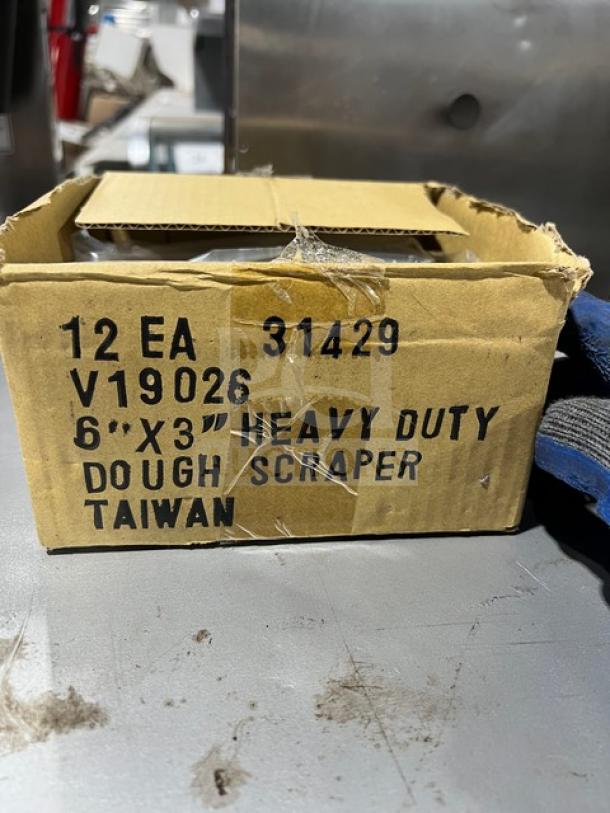 12 EA 31429
V19026
6"X3" HEAVY DUTY
DOUGH SCRAPER
TAIWAN